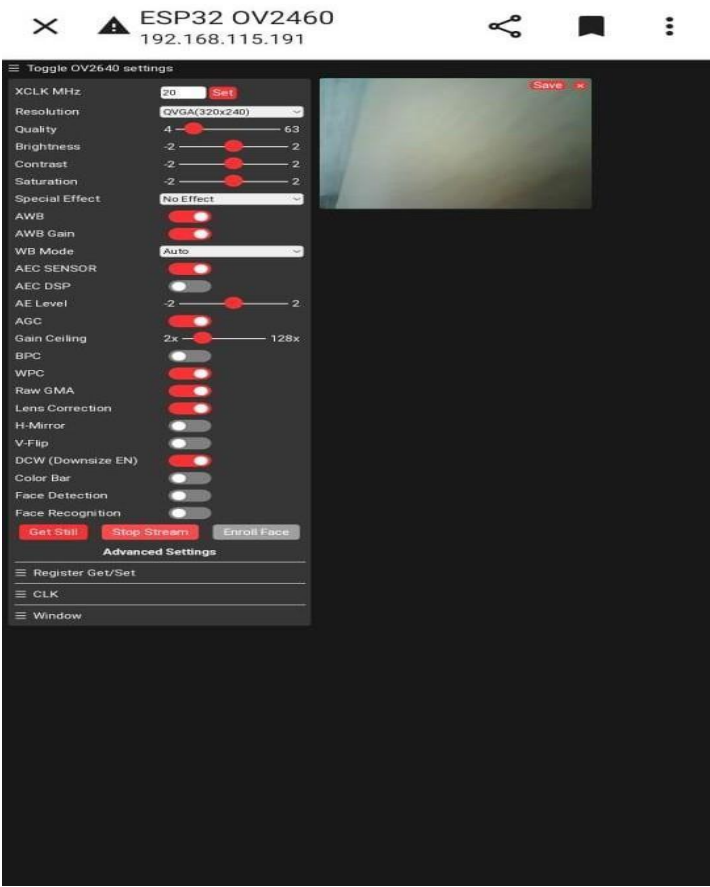 ESP32 OV2460
192.168.115.191
Toggle OV2640 settings
XCLK MHz 20 Set
Resolution QVGA(320x240)
Quality 4 63
Brightness -2 2
Contrast -2 2
Saturation -2 2
Special Effect No Effect
AWB
AWB Gain
WB Mode Auto
AEC SENSOR
AEC DSP
AE Level -2 2
AGC
Gain Ceiling 2x 128x
BPC
WPC
Raw GMA
Lens Correction
H-Mirror
V-Flip
DCW (Downsize EN)
Color Bar
Face Detection
Face Recognition
Get Still Stop Stream Enroll Face
Advanced Settings
Register Get/Set
CLK
Window
Save ×